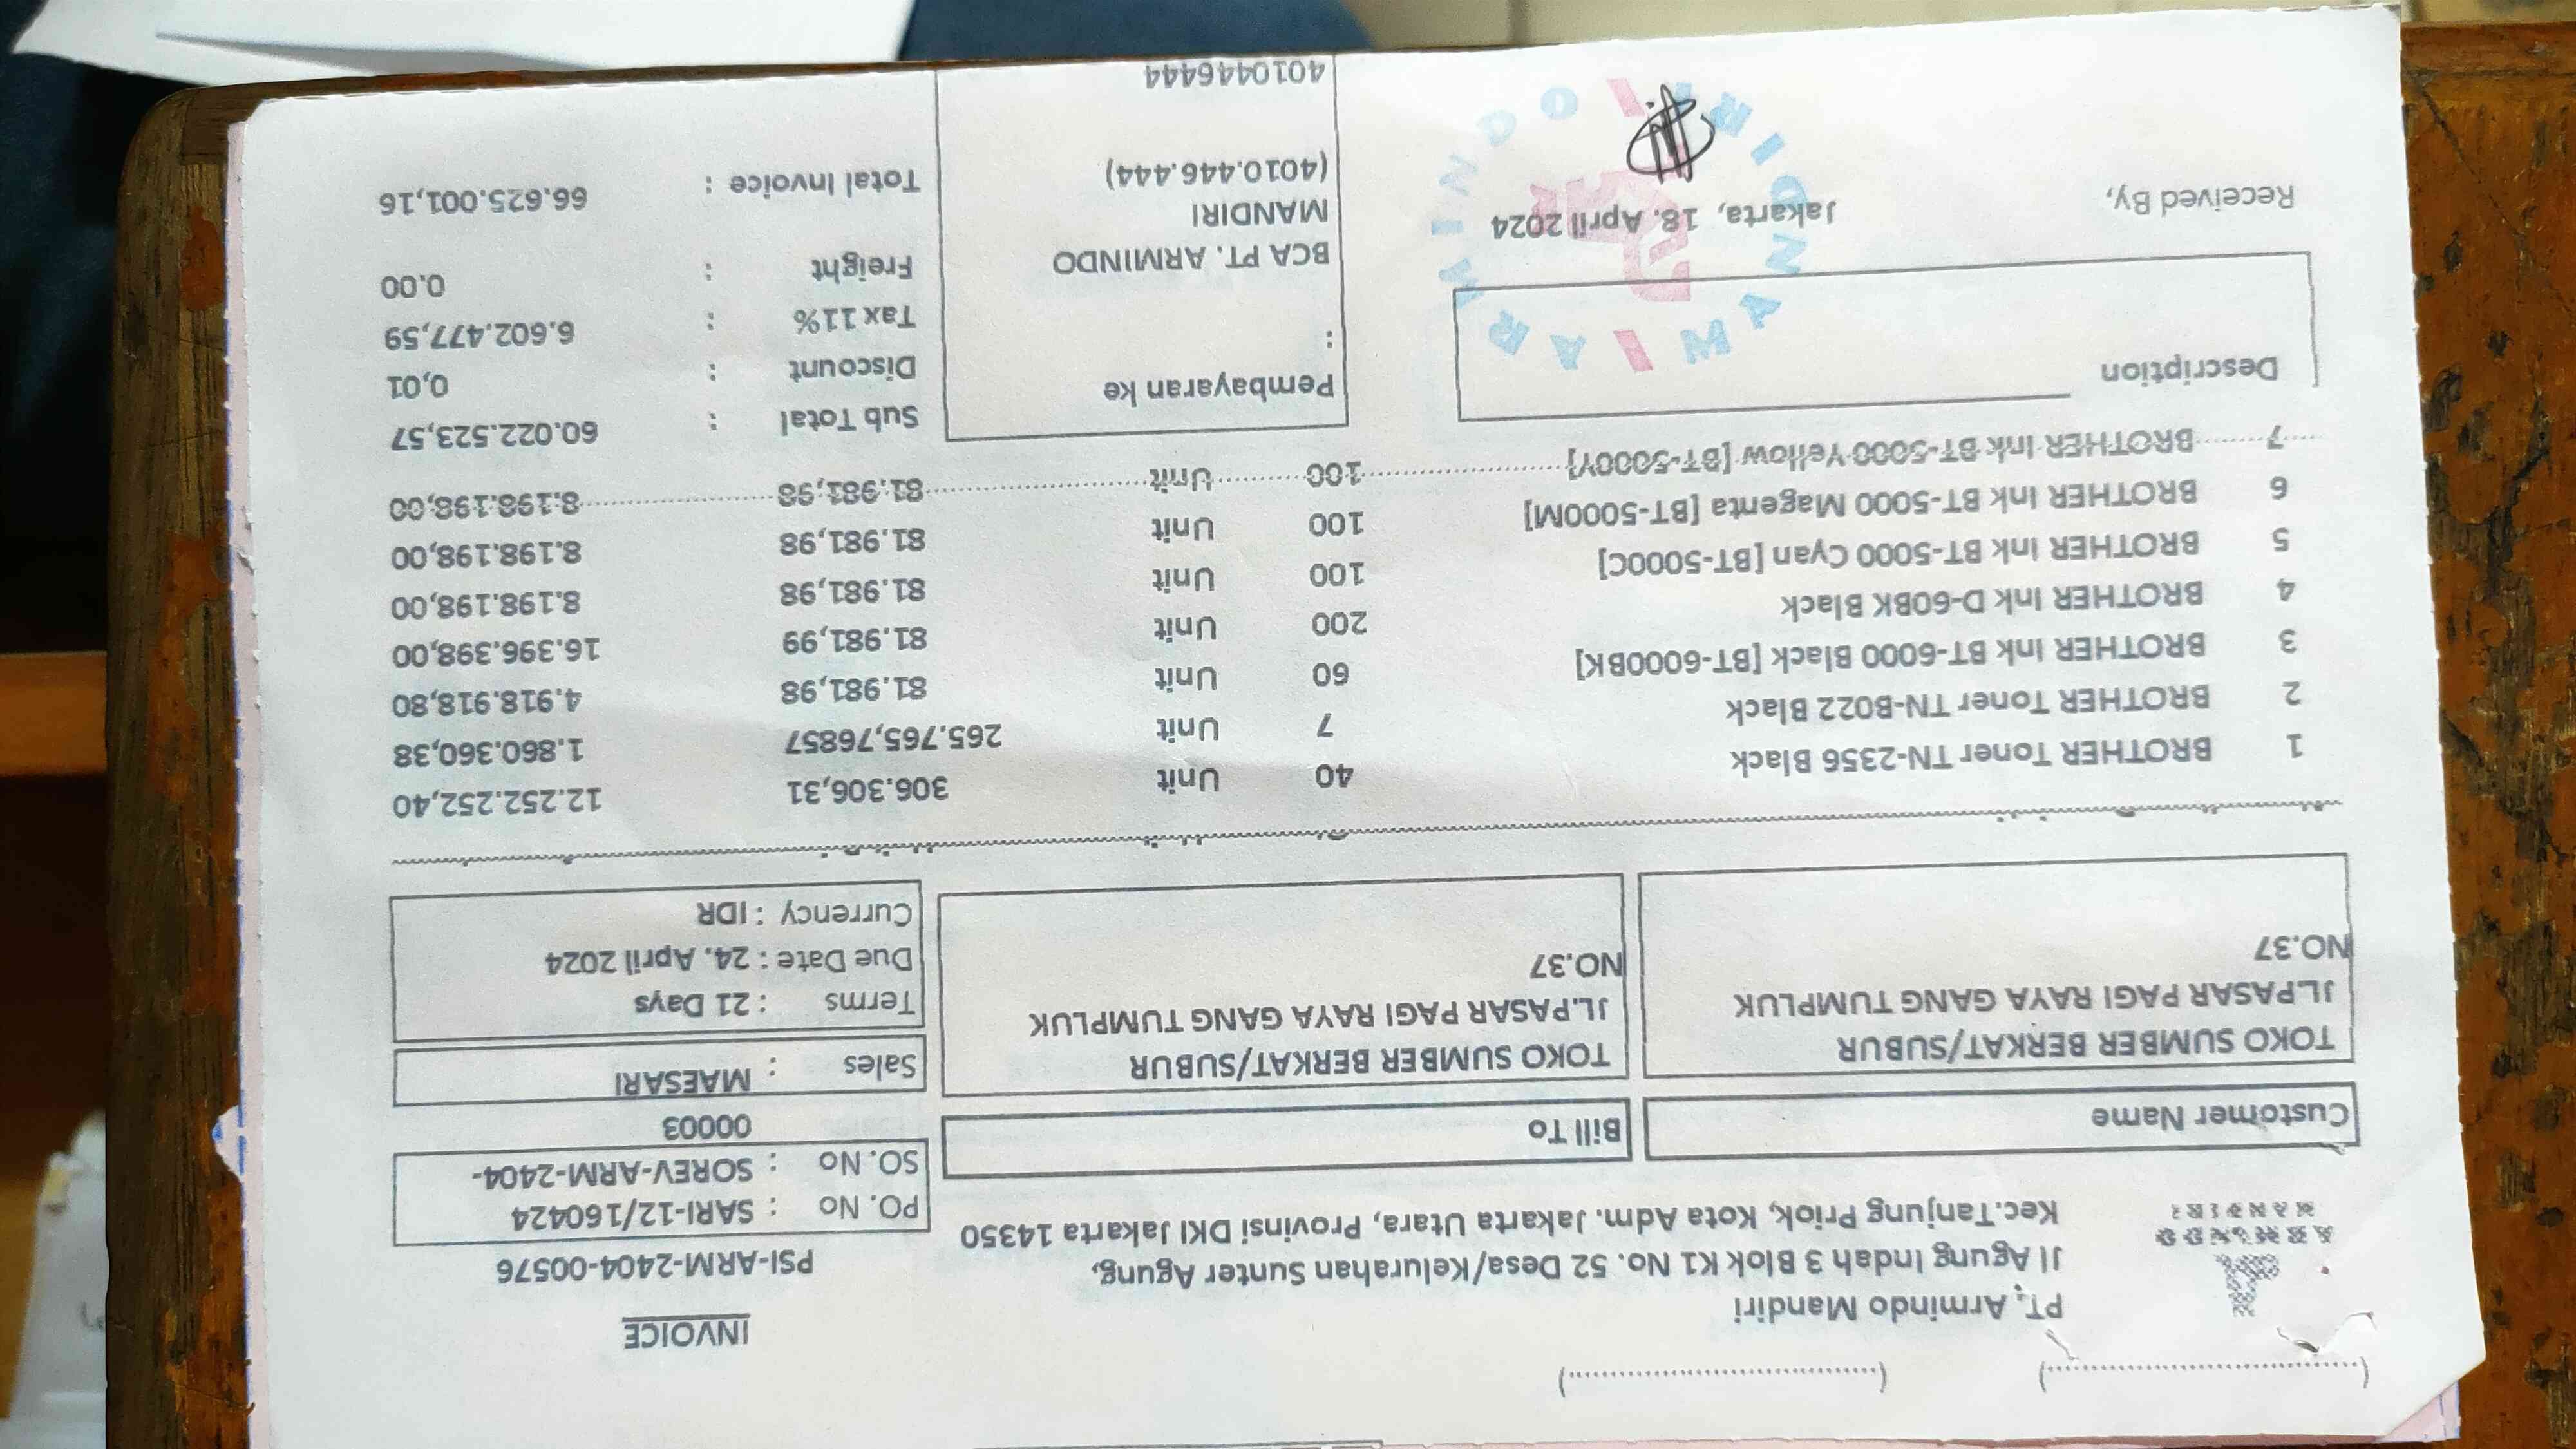 (..............................) (..............................)
INVOICE
ARMINDO
MANDIRI
PT. Armindo Mandiri
Jl Agung Indah 3 Blok K1 No. 52 Desa/Kelurahan Sunter Agung,
Kec.Tanjung Priok, Kota Adm. Jakarta Utara, Provinsi DKI Jakarta 14350
PSI-ARM-2404-00576
PO. No : SARI-12/160424
SO. No : SOREV-ARM-2404-
00003
Customer Name
TOKO SUMBER BERKAT/SUBUR
JL.PASAR PAGI RAYA GANG TUMPLUK
NO.37
Bill To
TOKO SUMBER BERKAT/SUBUR
JL.PASAR PAGI RAYA GANG TUMPLUK
NO.37
Sales : MAESARI
Terms : 21 Days
Due Date : 24. April 2024
Currency : IDR
1 BROTHER Toner TN-2356 Black 40 Unit 306.306,31 12.252.252,40
2 BROTHER Toner TN-B022 Black 7 Unit 265.765,76857 1.860.360,38
3 BROTHER Ink BT-6000 Black [BT-6000BK] 60 Unit 81.981,98 4.918.918,80
4 BROTHER Ink D-60BK Black 200 Unit 81.981,99 16.396.398,00
5 BROTHER Ink BT-5000 Cyan [BT-5000C] 100 Unit 81.981,98 8.198.198,00
6 BROTHER Ink BT-5000 Magenta [BT-5000M] 100 Unit 81.981,98 8.198.198,00
7 BROTHER Ink BT-5000 Yellow [BT-5000Y] 100 Unit 81.981,98 8.198.198,00
Description
Pembayaran ke
:
BCA PT. ARMINDO
MANDIRI
(4010.446.444)
4010446444
Sub Total : 60.022.523,57
Discount : 0,01
Tax 11% : 6.602.477,59
Freight : 0.00
Total Invoice : 66.625.001,16
Received By,
Jakarta, 18. April 2024